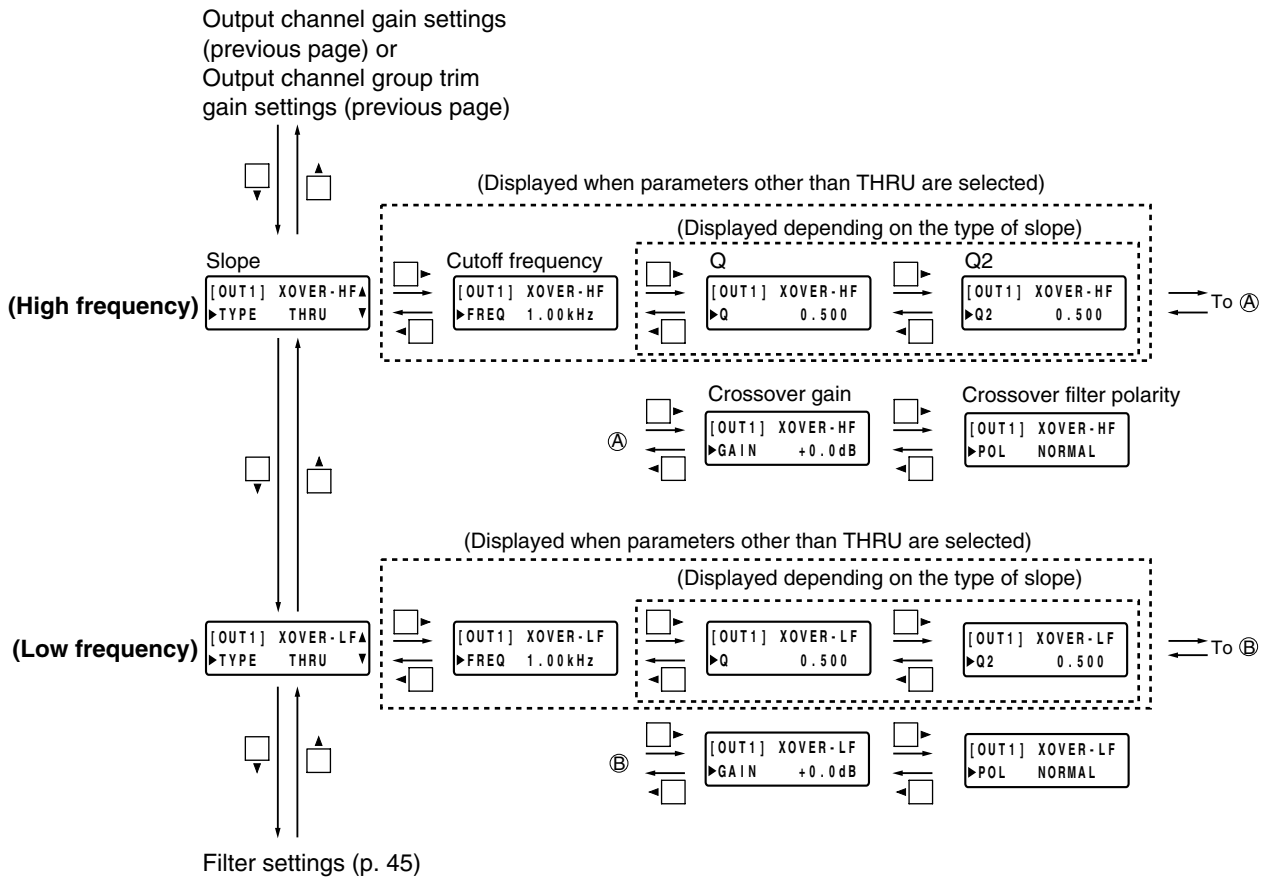 Output channel gain settings
(previous page) or
Output channel group trim
gain settings (previous page)
(Displayed when parameters other than THRU are selected)
(Displayed depending on the type of slope)
Slope
Cutoff frequency
Q
Q2
(High frequency)
[OUT1] XOVER-HF▲
▶TYPE THRU ▼
[OUT1] XOVER-HF
▶FREQ 1.00kHz
[OUT1] XOVER-HF
▶Q 0.500
[OUT1] XOVER-HF
▶Q2 0.500
To Ⓐ
Crossover gain
Crossover filter polarity
Ⓐ
[OUT1] XOVER-HF
▶GAIN +0.0dB
[OUT1] XOVER-HF
▶POL NORMAL
(Displayed when parameters other than THRU are selected)
(Displayed depending on the type of slope)
(Low frequency)
[OUT1] XOVER-LF▲
▶TYPE THRU ▼
[OUT1] XOVER-LF
▶FREQ 1.00kHz
[OUT1] XOVER-LF
▶Q 0.500
[OUT1] XOVER-LF
▶Q2 0.500
To Ⓑ
Ⓑ
[OUT1] XOVER-LF
▶GAIN +0.0dB
[OUT1] XOVER-LF
▶POL NORMAL
Filter settings (p. 45)